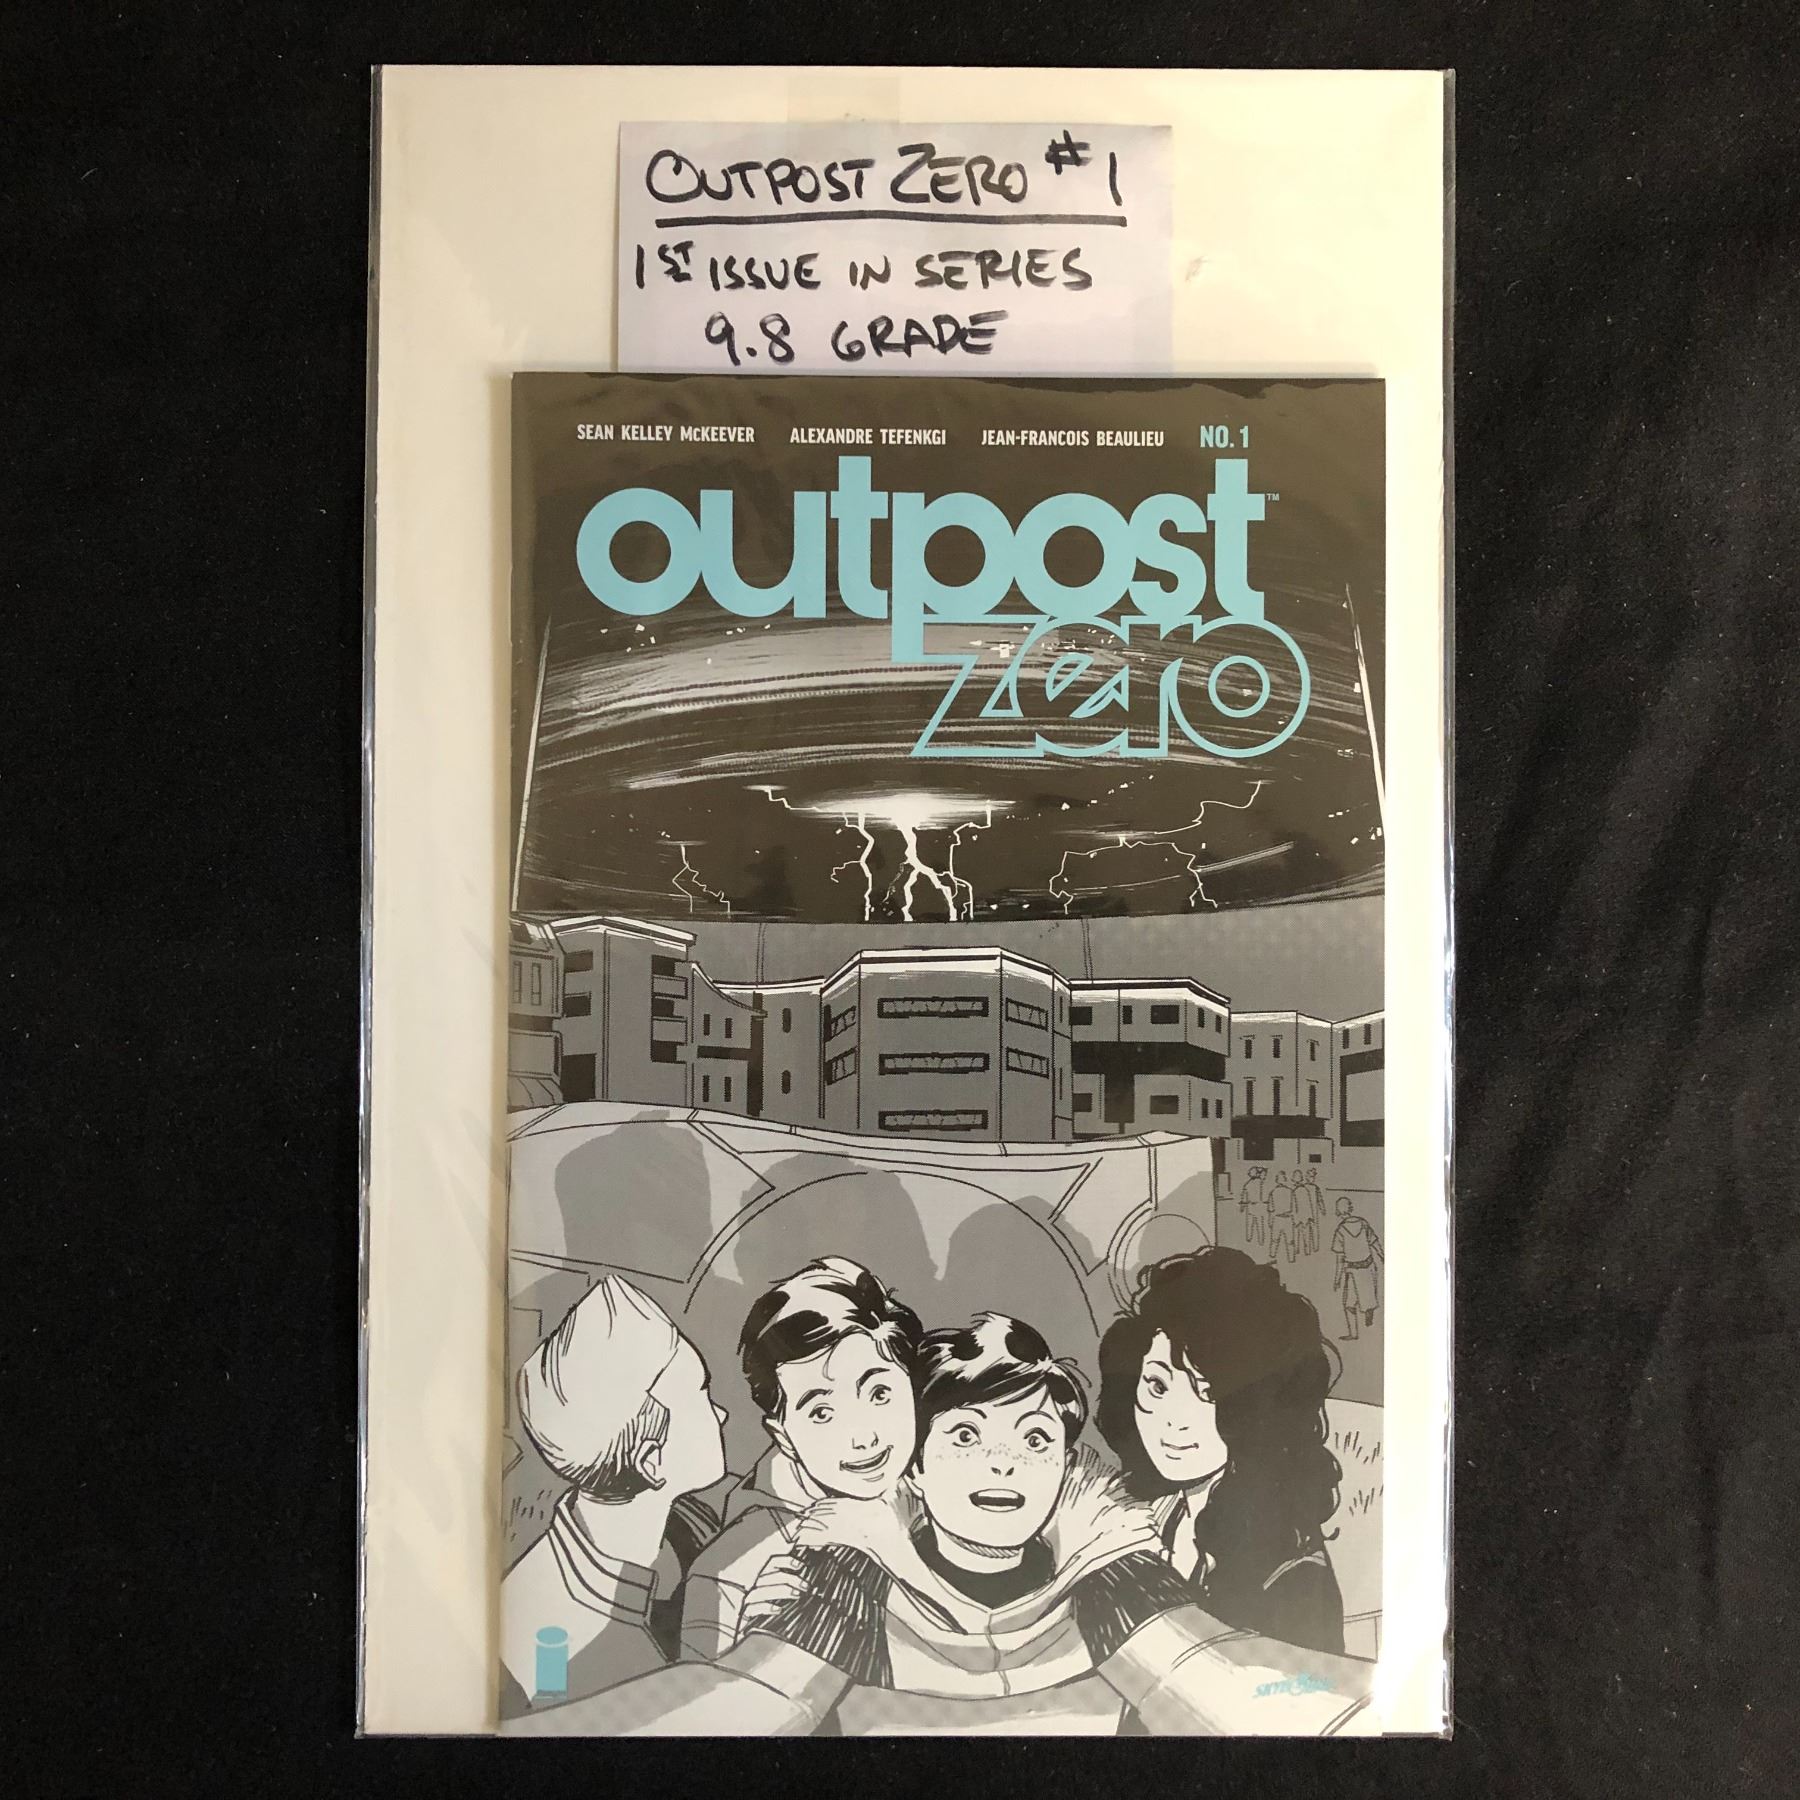 OUTPOST ZERO #1
1ST ISSUE IN SERIES
9.8 GRADE
SEAN KELLEY McKEEVER ALEXANDRE TEFENKGI JEAN-FRANCOIS BEAULIEU NO. 1
outpost™
zero